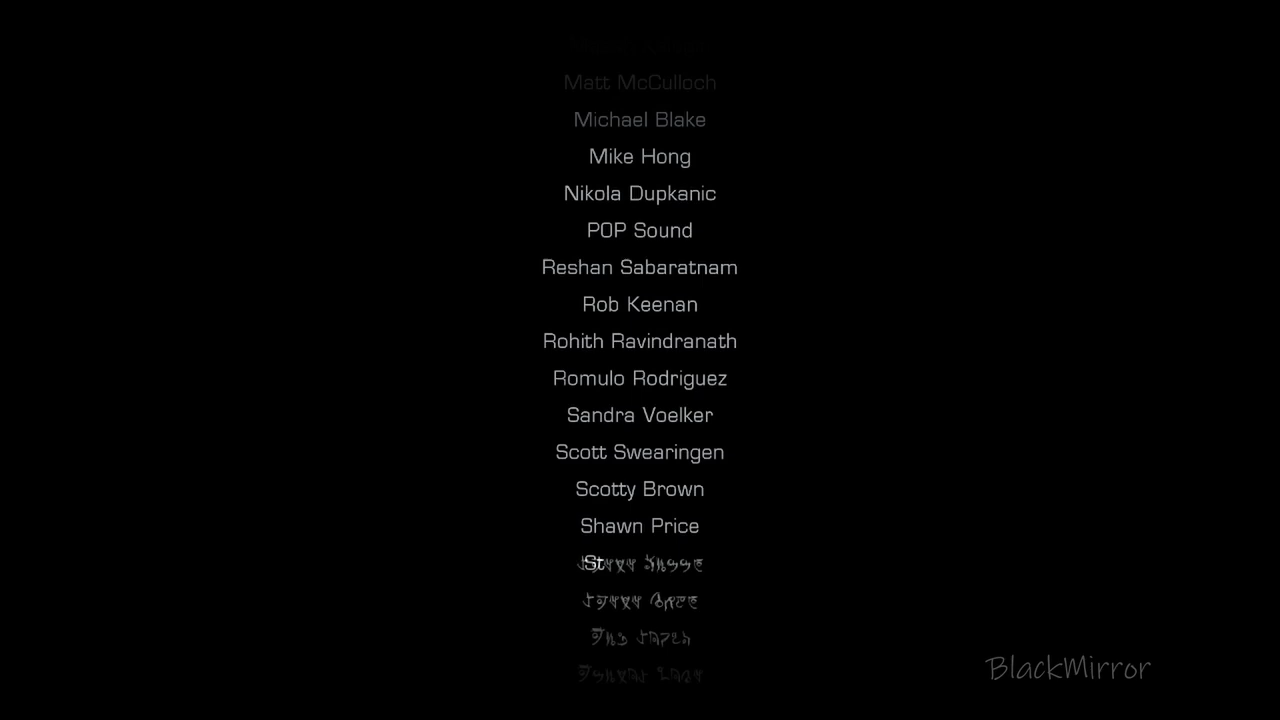 Matt McCulloch
Michael Blake
Mike Hong
Nikola Dupkanic
POP Sound
Reshan Sabaratnam
Rob Keenan
Rohith Ravindranath
Romulo Rodriguez
Sandra Voelker
Scott Swearingen
Scotty Brown
Shawn Price
St
BlackMirror